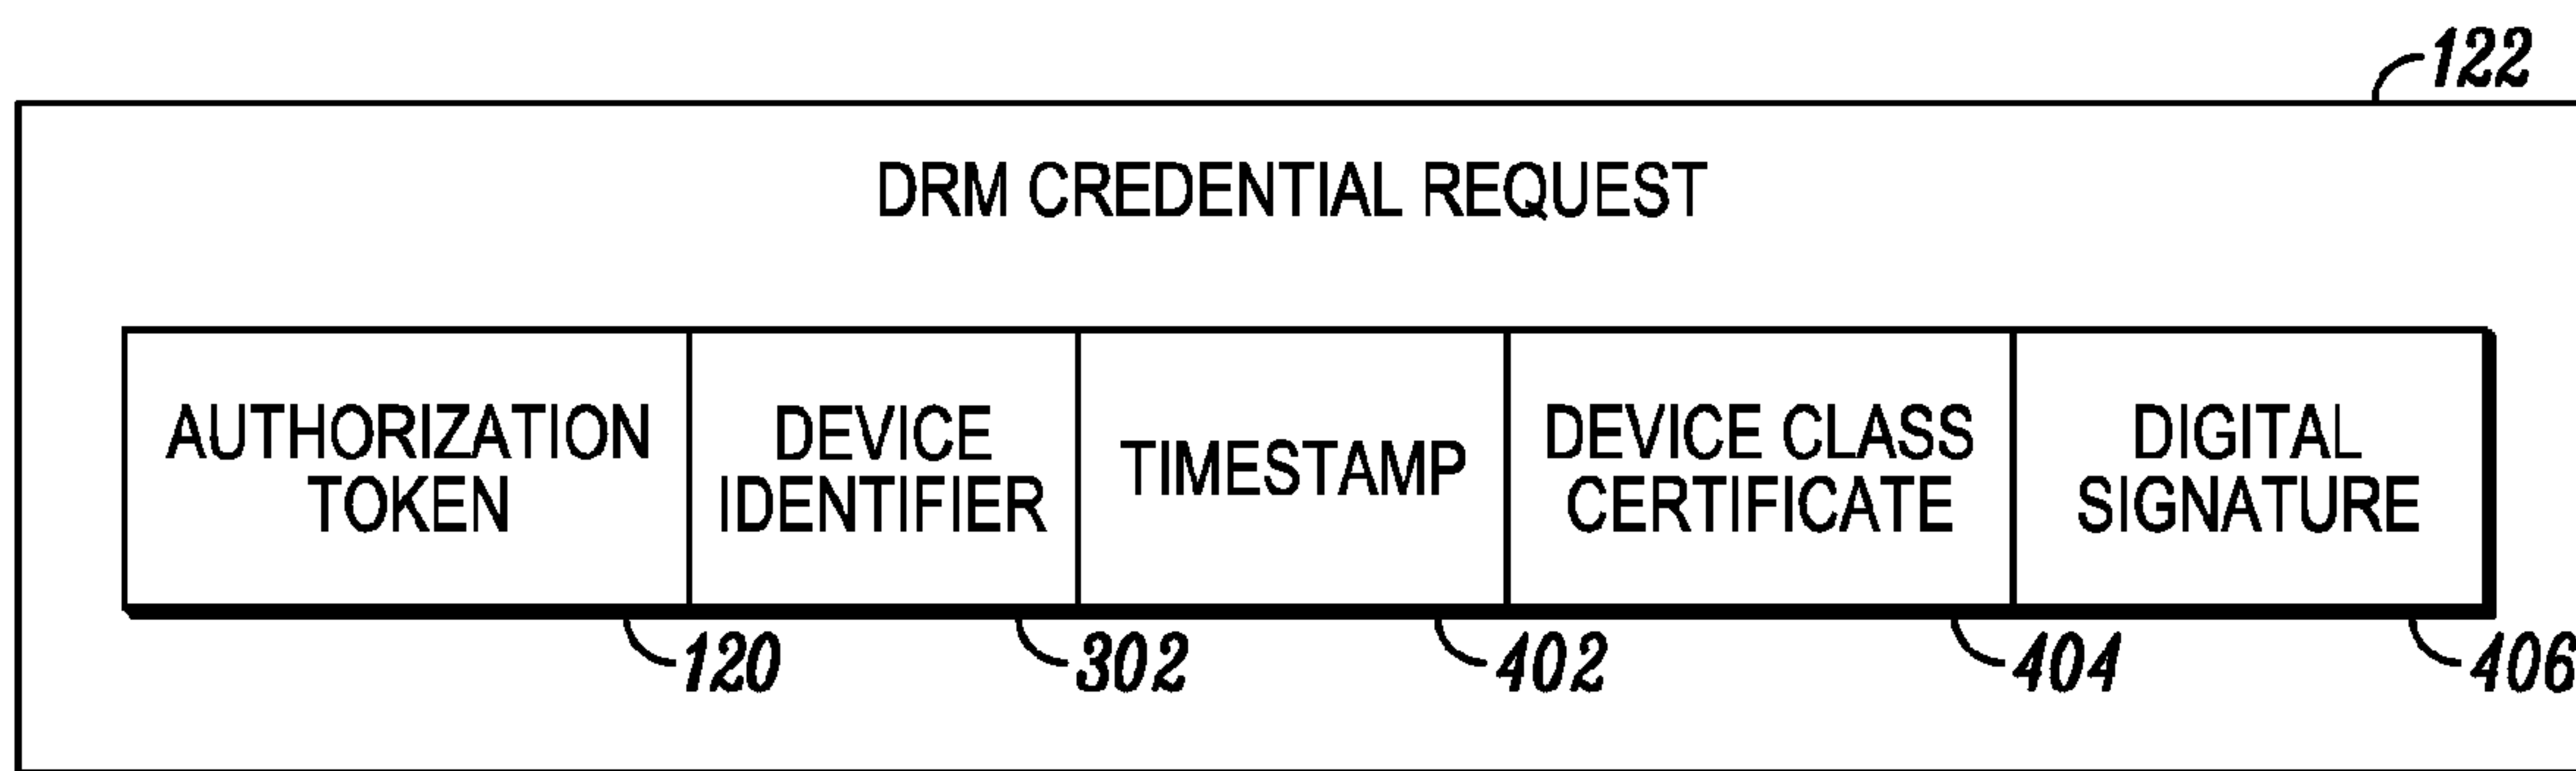 122
DRM CREDENTIAL REQUEST
AUTHORIZATION
TOKEN
DEVICE
IDENTIFIER
TIMESTAMP
DEVICE CLASS
CERTIFICATE
DIGITAL
SIGNATURE
120
302
402
404
406